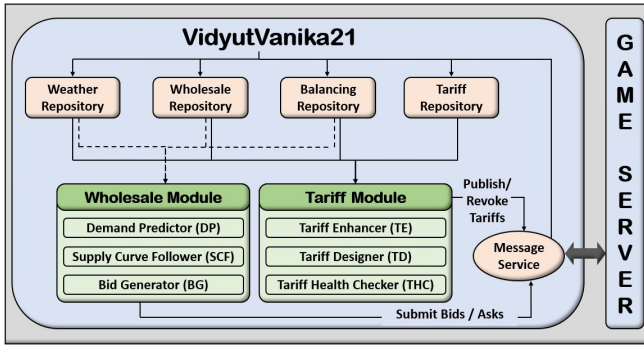 VidyutVanika21
Weather
Repository
Wholesale
Repository
Balancing
Repository
Tariff
Repository
Wholesale Module
Demand Predictor (DP)
Supply Curve Follower (SCF)
Bid Generator (BG)
Tariff Module
Tariff Enhancer (TE)
Tariff Designer (TD)
Tariff Health Checker (THC)
Publish/
Revoke
Tariffs
Message
Service
Submit Bids / Asks
GAME SERVER